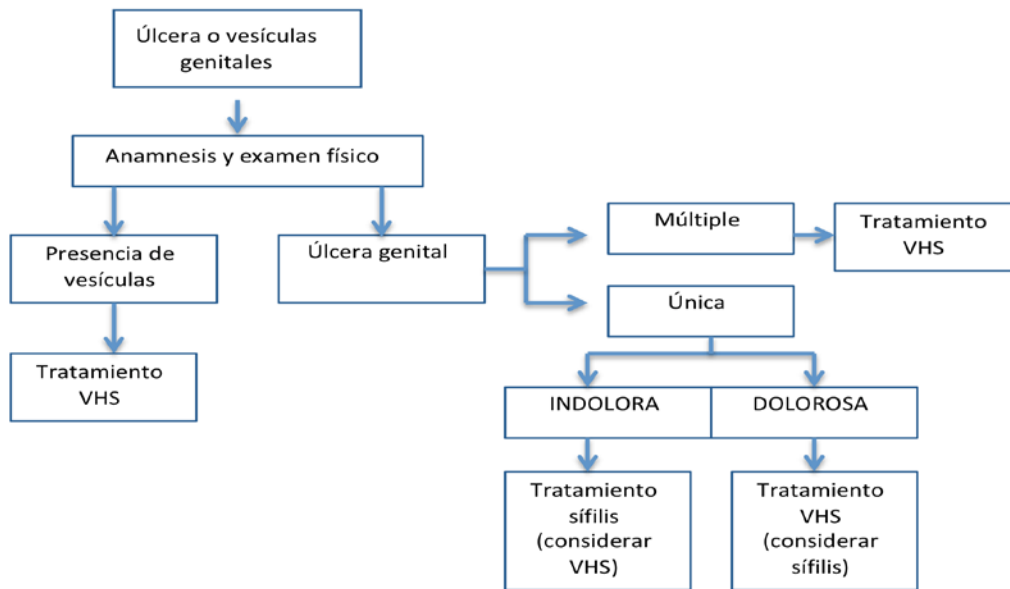 Úlcera o vesículas
genitales
Anamnesis y examen físico
Presencia de
vesículas
Tratamiento
VHS
Úlcera genital
Múltiple
Tratamiento
VHS
Única
INDOLORA
DOLOROSA
Tratamiento
sífilis
(considerar
VHS)
Tratamiento
VHS
(considerar
sífilis)